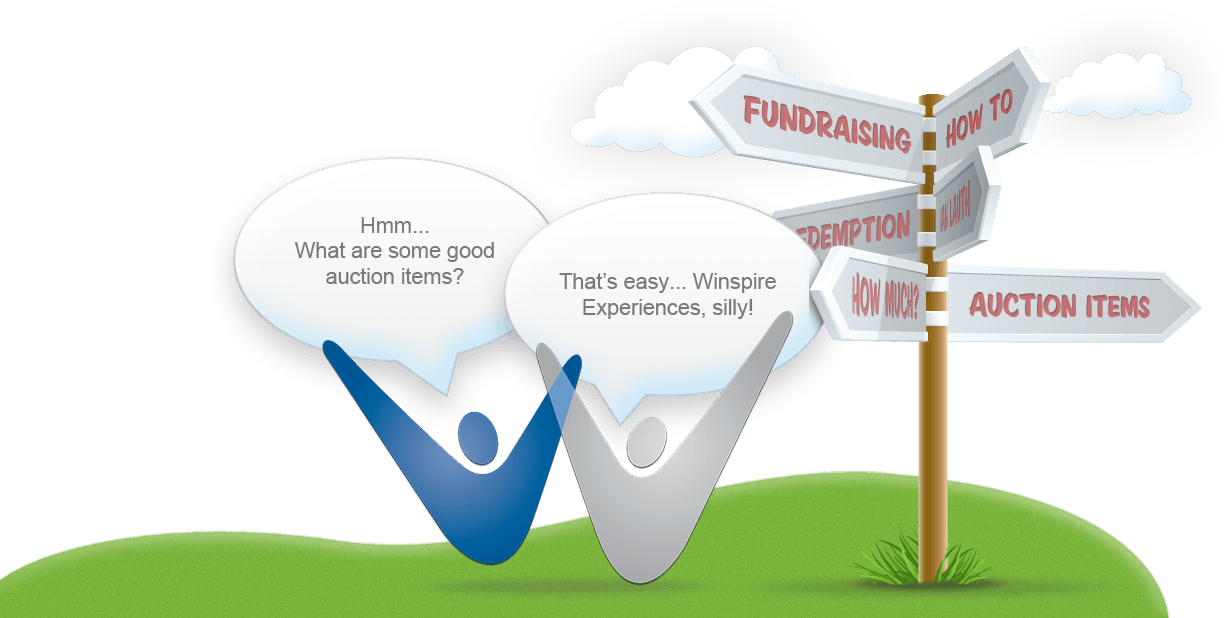 FUNDRAISING
HOW TO
Hmm...
What are some good
auction items?
That's easy... Winspire
Experiences, silly!
HOW MUCH?
AUCTION ITEMS